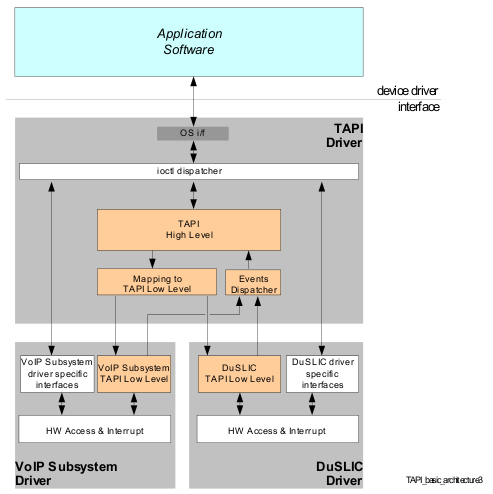 Application
Software
device driver
interface
TAPI
Driver
OS i/f
ioctl dispatcher
TAPI
High Level
Mapping to
TAPI Low Level
Events
Dispatcher
VoIP Subsystem
driver specific
interfaces
VoIP Subsystem
TAPI Low Level
DuSLIC
TAPI Low Level
DuSLIC driver
specific
interfaces
HW Access & Interrupt
HW Access & Interrupt
VoIP Subsystem
Driver
DuSLIC
Driver
TAPI_basic_architecture3